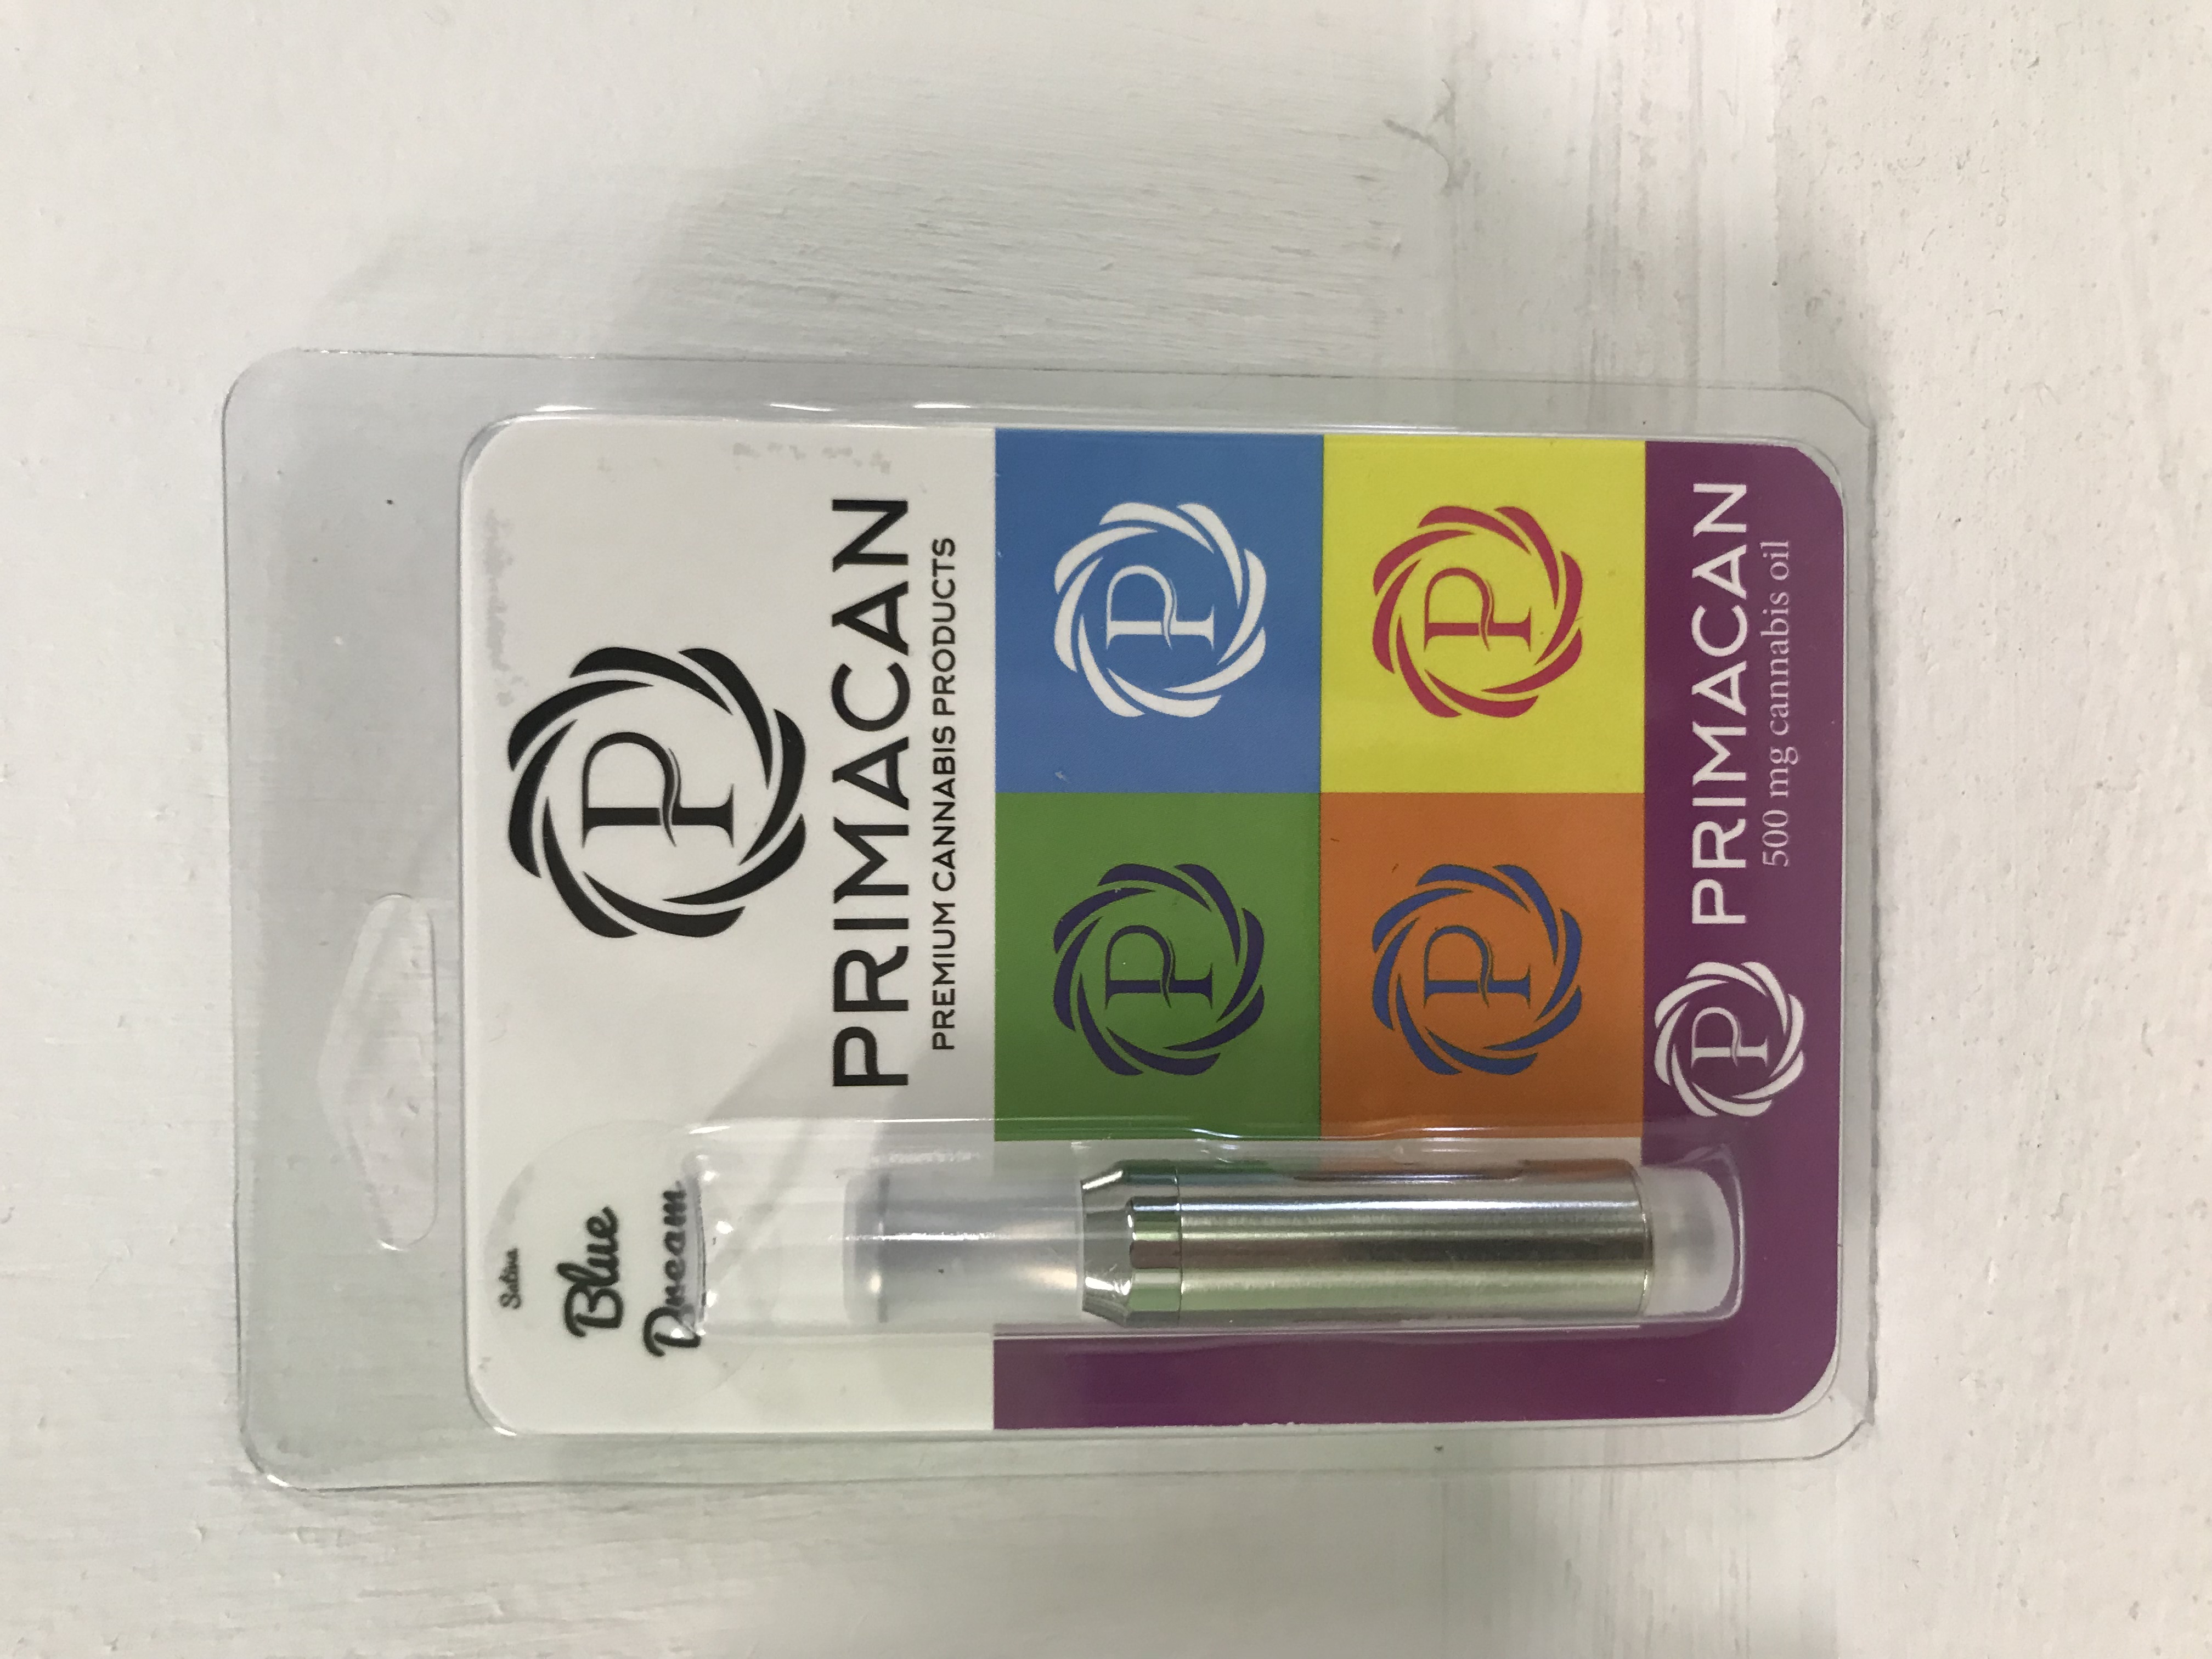 Sativa
Blue
Dream
P
PRIMACAN
PREMIUM CANNABIS PRODUCTS
P
P
P
P
P
PRIMACAN
500 mg cannabis oil